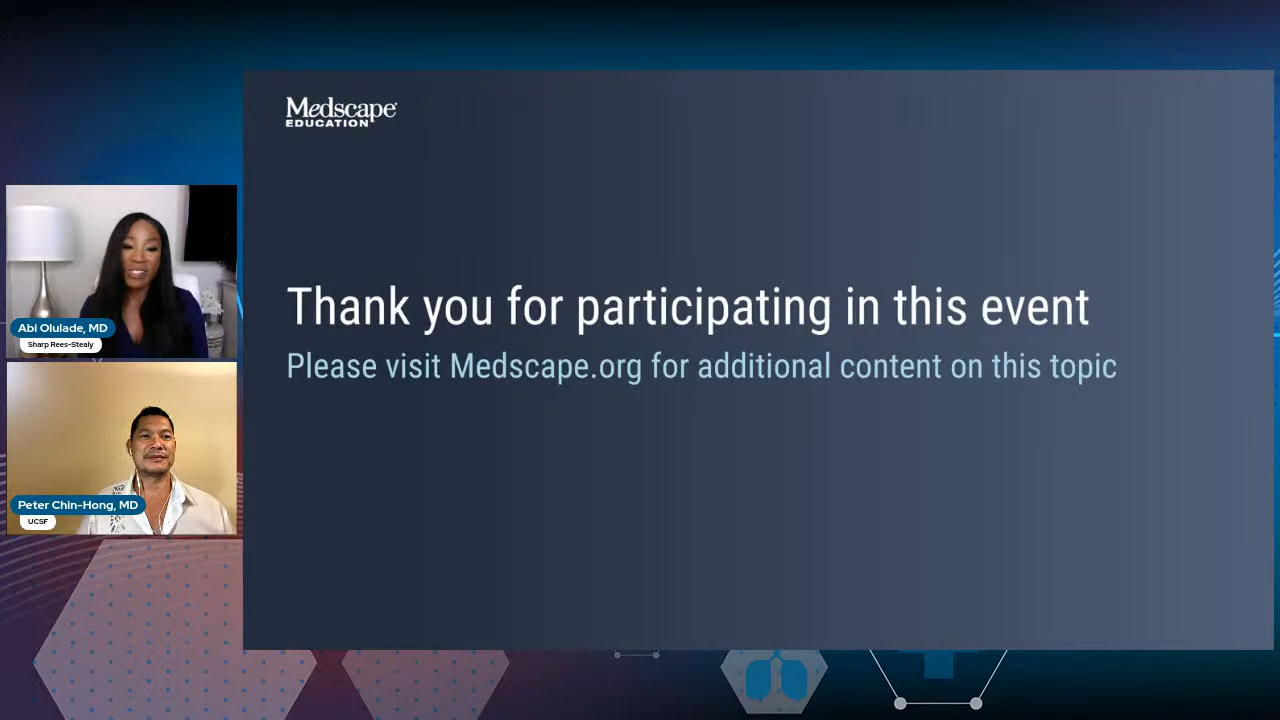 Medscape
EDUCATION
Abi Olulade, MD
Sharp Rees-Stealy
Peter Chin-Hong, MD
UCSF
Thank you for participating in this event
Please visit Medscape.org for additional content on this topic